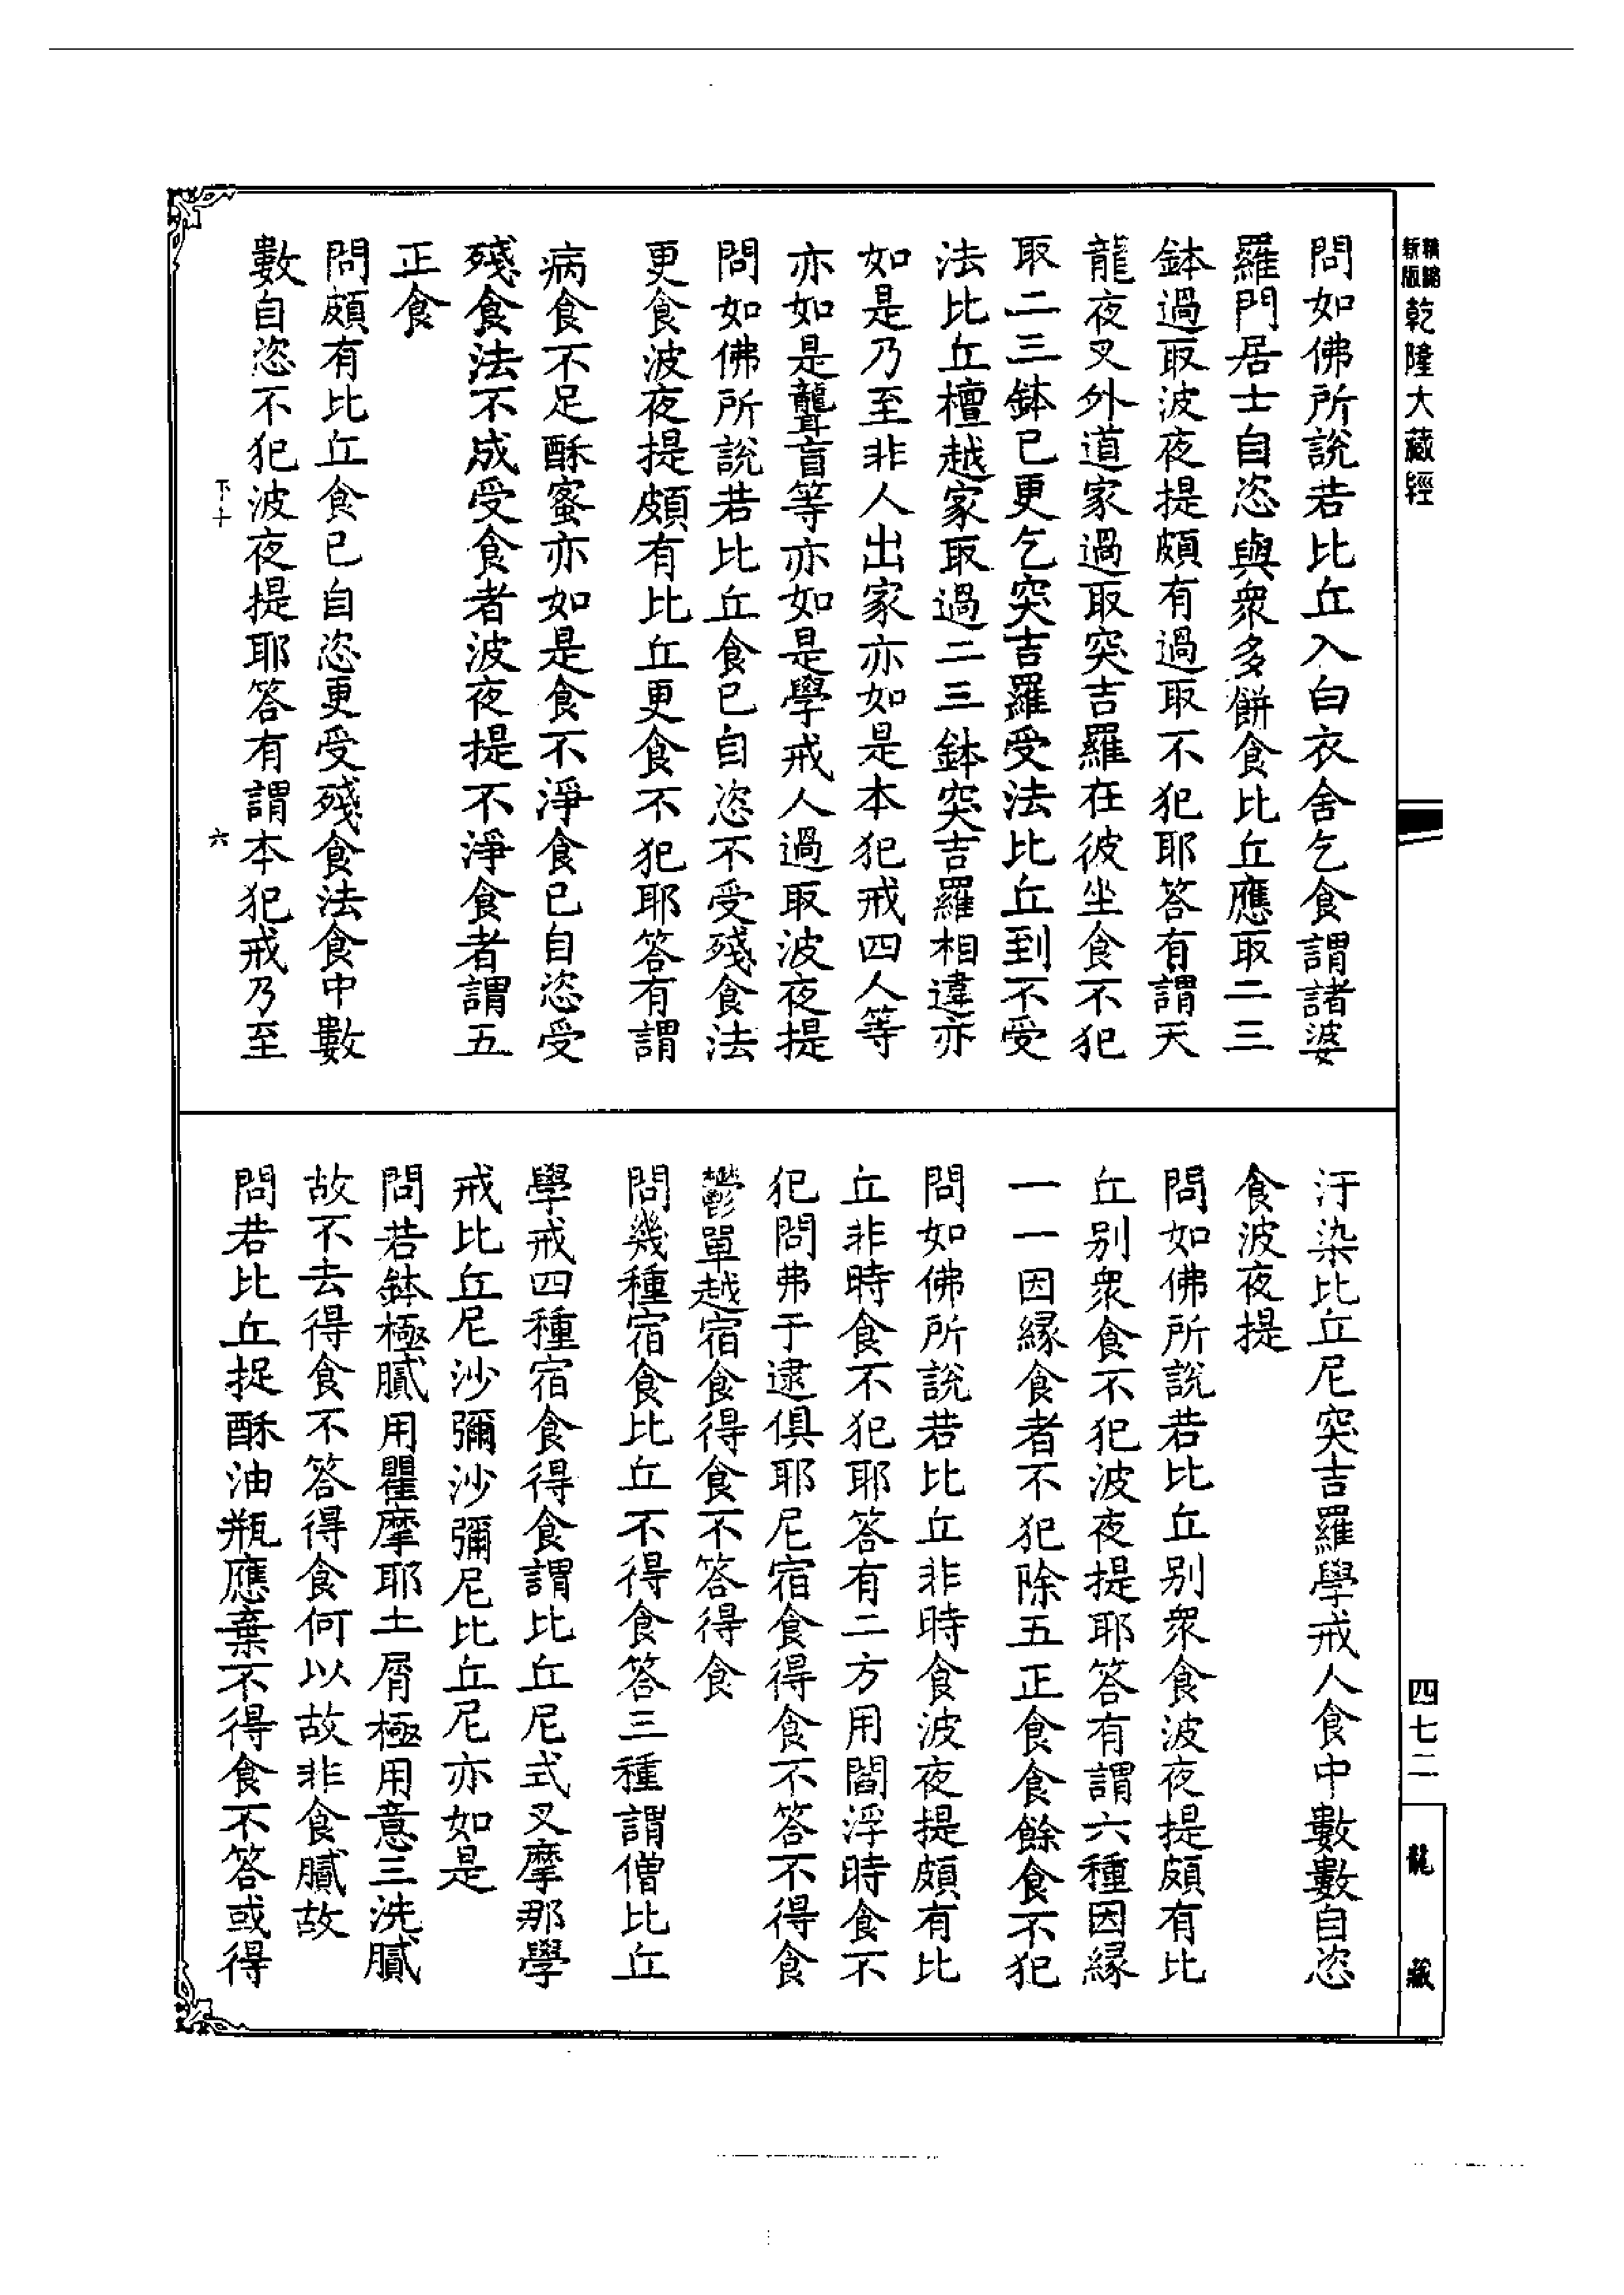 精縮新版乾隆大藏經
問如佛所說若比丘入白衣舍乞食謂諸婆
羅門居士自恣與衆多餅食比丘應取二三
鉢過取波夜提頗有過取不犯耶答有謂天
龍夜叉外道家過取突吉羅在彼坐食不犯
取二三鉢已更乞突吉羅受法比丘到不受
法比丘檀越家取過二三鉢突吉羅相違亦
如是乃至非人出家亦如是本犯戒四人等
亦如是聾盲等亦如是學戒人過取波夜提
問如佛所說若比丘食已自恣不受殘食法
更食波夜提頗有比丘更食不犯耶答有謂
病食不足酥蜜亦如是食不淨食已自恣受
殘食法不成受食者波夜提不淨食者謂五
正食
問頗有比丘食已自恣更受殘食法食中數
數自恣不犯波夜提耶答有謂本犯戒乃至
下十 六
汙染比丘尼突吉羅學戒人食中數數自恣
食波夜提
問如佛所說若比丘别衆食波夜提頗有比
丘别衆食不犯波夜提耶答有謂六種因緣
一一因緣食者不犯除五正食食餘食不犯
問如佛所說若比丘非時食波夜提頗有比
丘非時食不犯耶答有二方用閻浮時食不
犯問弗于逮俱耶尼宿食得食不答不得食
鬱單越宿食得食不答得食
問幾種宿食比丘不得食答三種謂僧比丘
學戒四種宿食得食謂比丘尼式叉摩那學
戒比丘尼沙彌沙彌尼比丘尼亦如是
問若鉢極膩用瞿摩耶土屑極用意三洗膩
故不去得食不答得食何以故非食膩故
問若比丘捉酥油瓶應棄不得食不答或得
四七二
龍藏